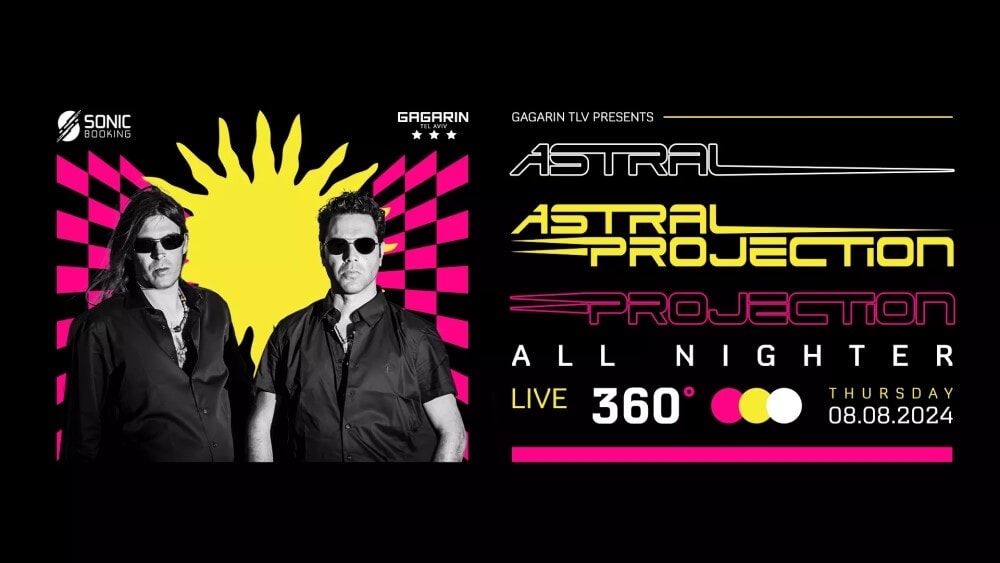 SONIC
BOOKING
GAGARIN
TEL AVIV
GAGARIN TLV PRESENTS
ASTRAL
ASTRAL
PROJECTION
PROJECTION
ALL NIGHTER
LIVE 360°
THURSDAY
08.08.2024